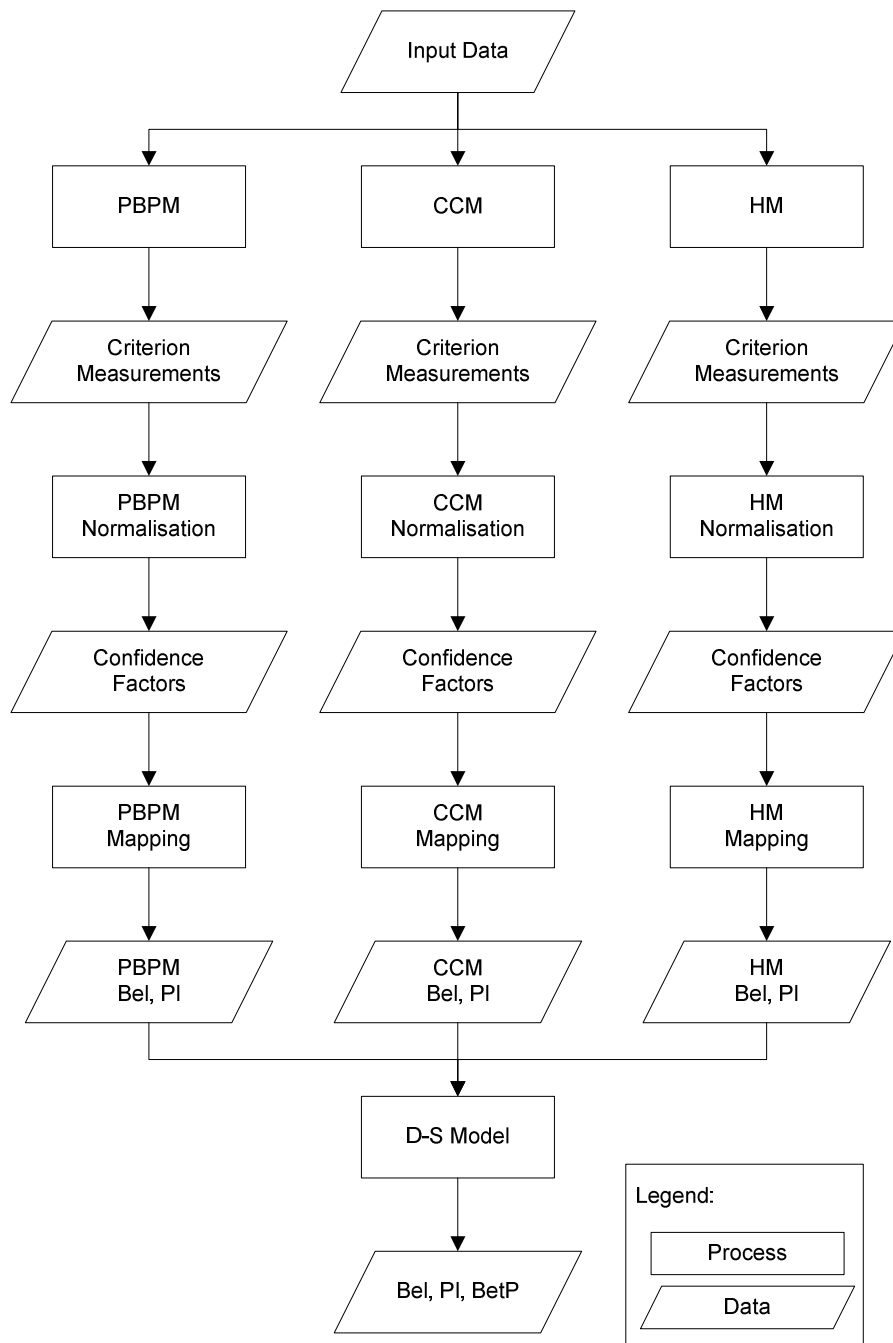 Input Data
PBPM
CCM
HM
Criterion
Measurements
Criterion
Measurements
Criterion
Measurements
PBPM
Normalisation
CCM
Normalisation
HM
Normalisation
Confidence
Factors
Confidence
Factors
Confidence
Factors
PBPM
Mapping
CCM
Mapping
HM
Mapping
PBPM
Bel, Pl
CCM
Bel, Pl
HM
Bel, Pl
D-S Model
Bel, Pl, BetP
Legend:
Process
Data